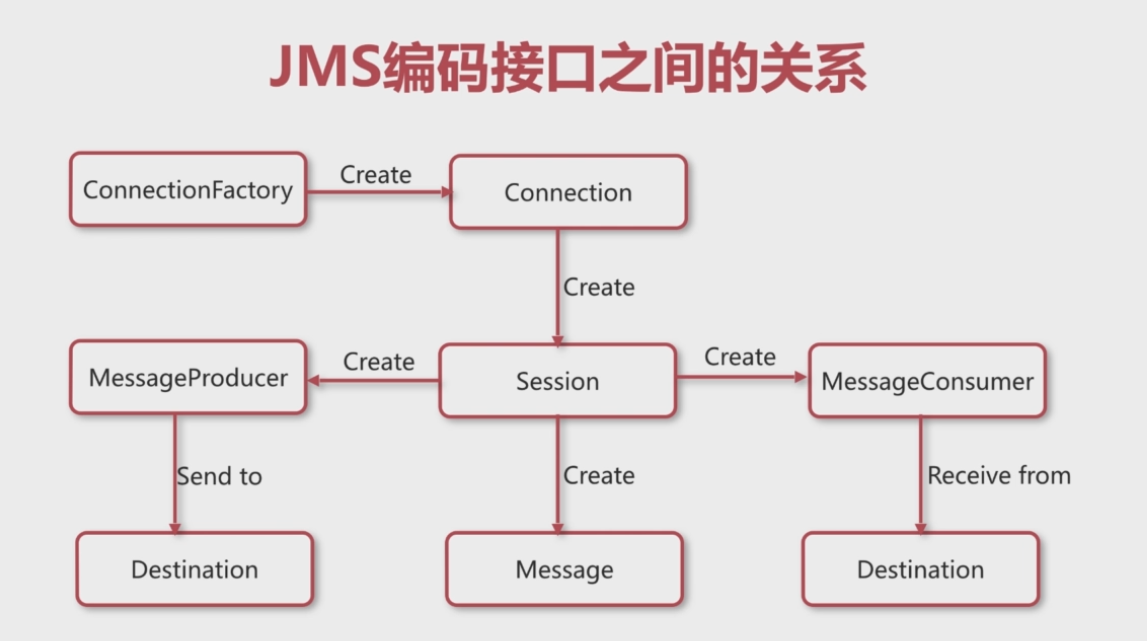 JMS编码接口之间的关系
ConnectionFactory
Create
Connection
Create
MessageProducer
Create
Session
Create
MessageConsumer
Send to
Create
Receive from
Destination
Message
Destination